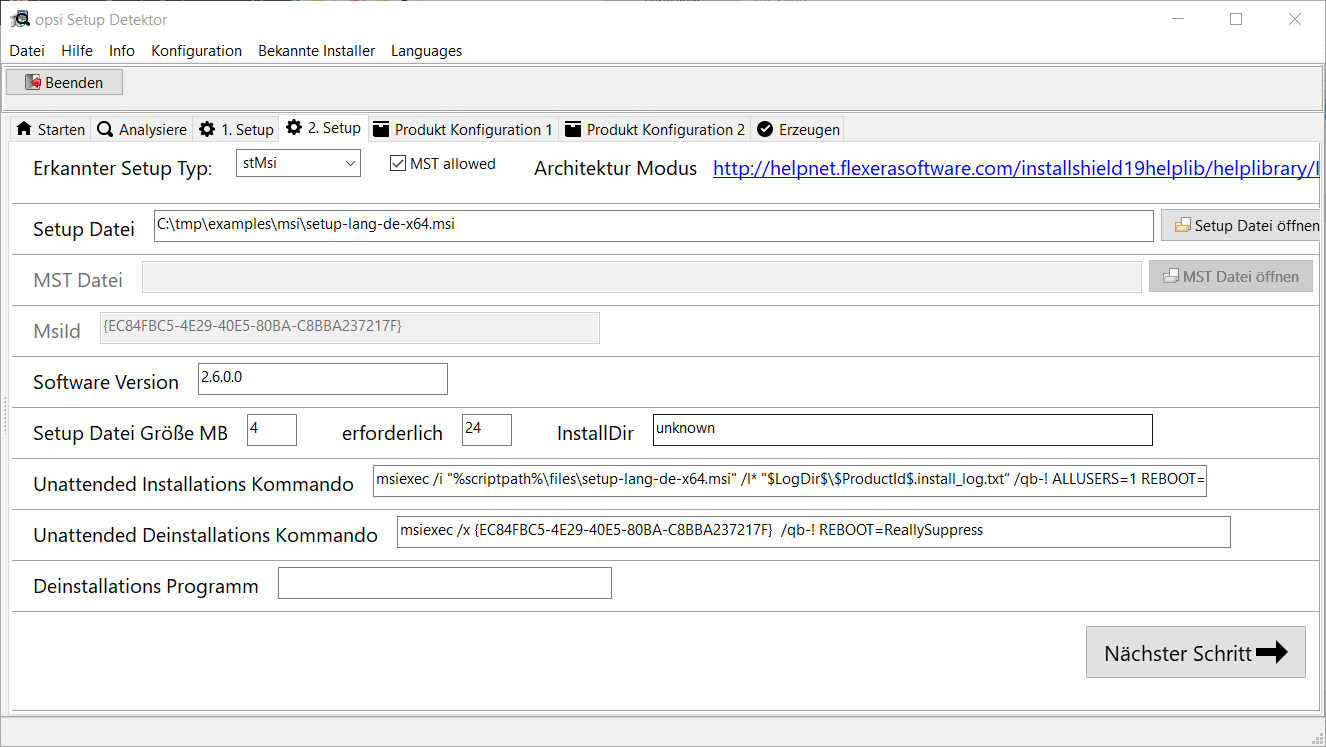 opsi Setup Detektor
Datei Hilfe Info Konfiguration Bekannte Installer Languages
Beenden
Starten Analysiere 1. Setup 2. Setup Produkt Konfiguration 1 Produkt Konfiguration 2 Erzeugen
Erkannter Setup Typ: stMsi MST allowed Architektur Modus http://helpnet.flexerasoftware.com/installshield19helplib/helplibrary/I
Setup Datei C:\tmp\examples\msi\setup-lang-de-x64.msi Setup Datei öffnen
MST Datei MST Datei öffnen
MsiId {EC84FBC5-4E29-40E5-80BA-C8BBA237217F}
Software Version 2.6.0.0
Setup Datei Größe MB 4 erforderlich 24 InstallDir unknown
Unattended Installations Kommando msiexec /i "%scriptpath%\files\setup-lang-de-x64.msi" /l* "$LogDir$\$ProductId$.install_log.txt" /qb-! ALLUSERS=1 REBOOT=
Unattended Deinstallations Kommando msiexec /x {EC84FBC5-4E29-40E5-80BA-C8BBA237217F} /qb-! REBOOT=ReallySuppress
Deinstallations Programm
Nächster Schritt